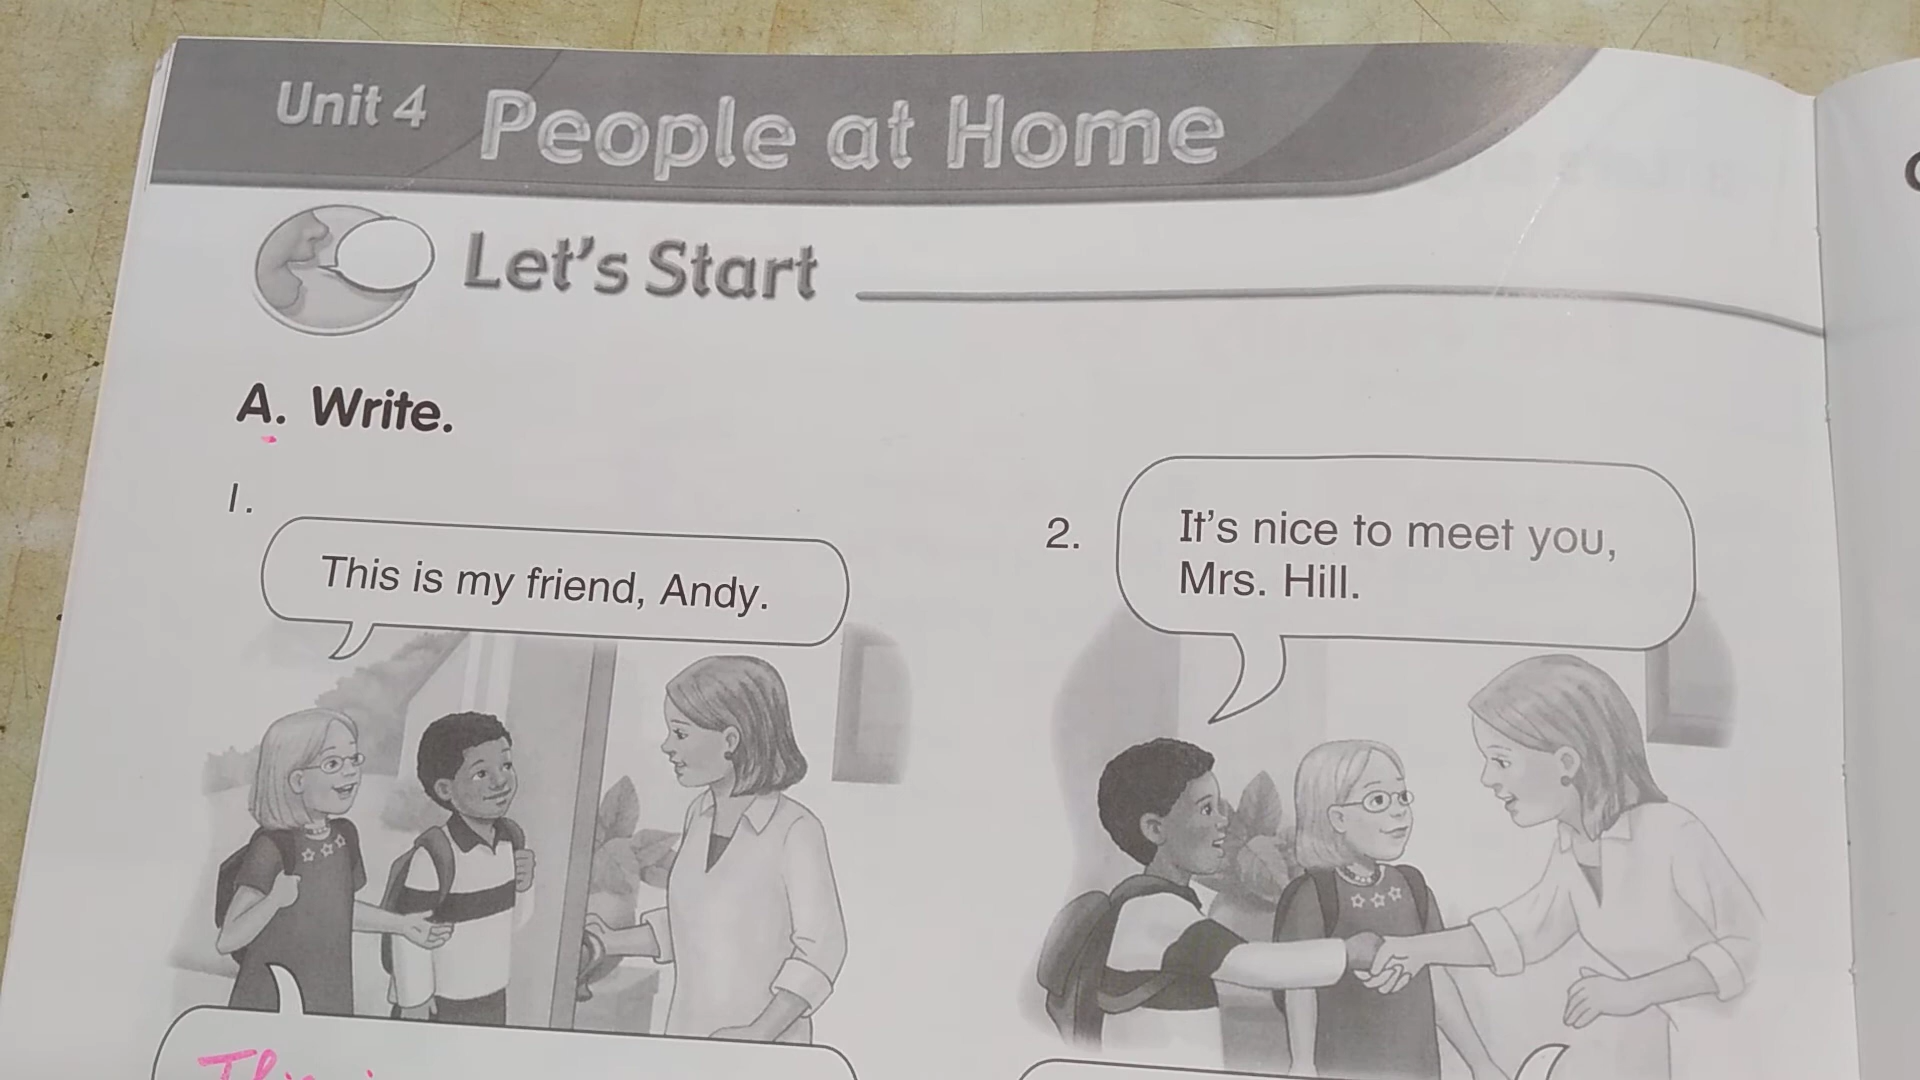 Unit 4 People at Home
Let's Start
A. Write.
1.
This is my friend, Andy.
2.
It's nice to meet you,
Mrs. Hill.